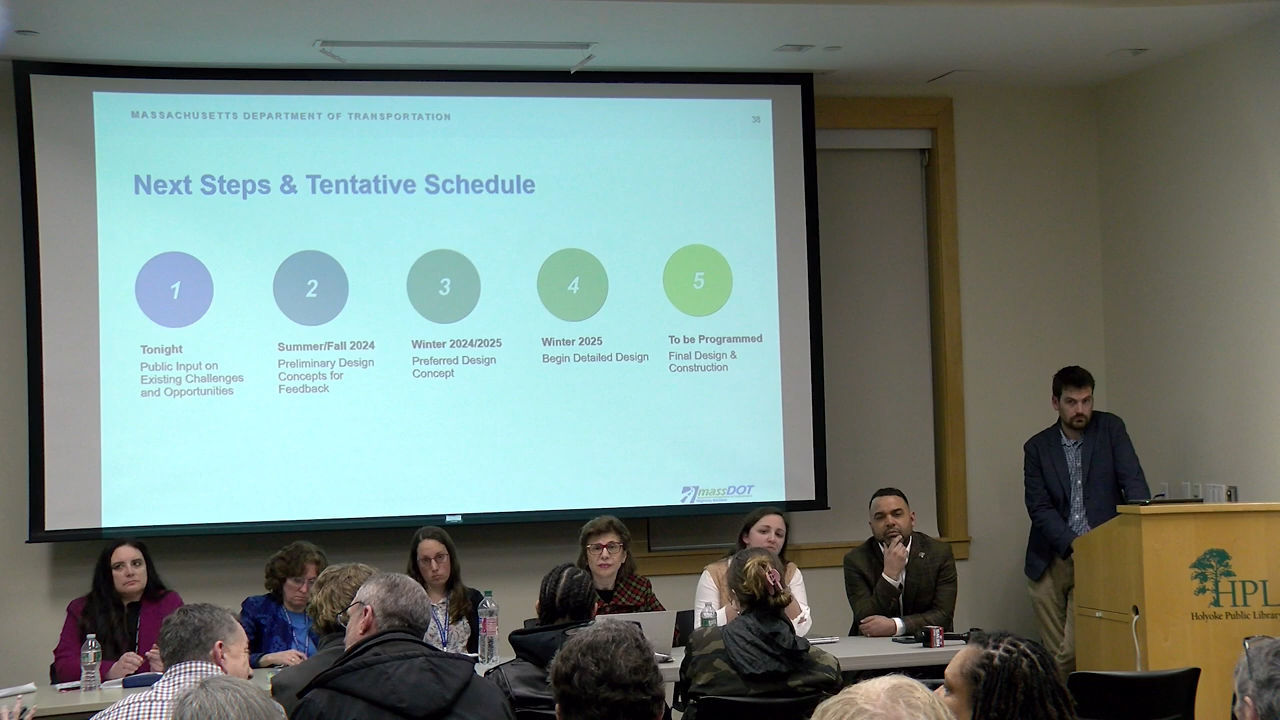 MASSACHUSETTS DEPARTMENT OF TRANSPORTATION
38
Next Steps & Tentative Schedule
1
2
3
4
5
Tonight
Public Input on
Existing Challenges
and Opportunities
Summer/Fall 2024
Preliminary Design
Concepts for
Feedback
Winter 2024/2025
Preferred Design
Concept
Winter 2025
Begin Detailed Design
To be Programmed
Final Design &
Construction
massDOT
HPL
Holyoke Public Library